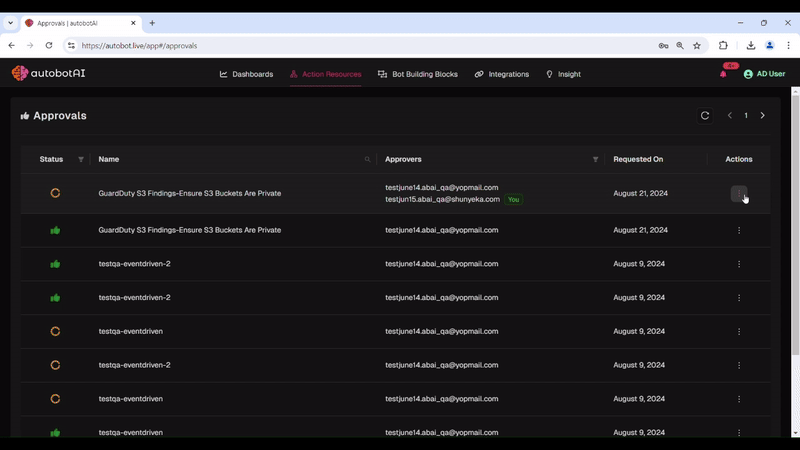 Approvals | autobotAI
https://autobot.live/app#/approvals
autobotAI
Dashboards
Action Resources
Bot Building Blocks
Integrations
Insight
AD User
Approvals
1
Status
Name
Approvers
Requested On
Actions
GuardDuty S3 Findings-Ensure S3 Buckets Are Private
testjune14.abai_qa@yopmail.com
testjun15.abai_qa@shunyeka.com You
August 21, 2024
GuardDuty S3 Findings-Ensure S3 Buckets Are Private
testjune14.abai_qa@yopmail.com
August 21, 2024
testqa-eventdriven-2
testjune14.abai_qa@yopmail.com
August 9, 2024
testqa-eventdriven-2
testjune14.abai_qa@yopmail.com
August 9, 2024
testqa-eventdriven
testjune14.abai_qa@yopmail.com
August 9, 2024
testqa-eventdriven-2
testjune14.abai_qa@yopmail.com
August 9, 2024
testqa-eventdriven
testjune14.abai_qa@yopmail.com
August 9, 2024
testqa-eventdriven
testjune14.abai_qa@yopmail.com
August 9, 2024